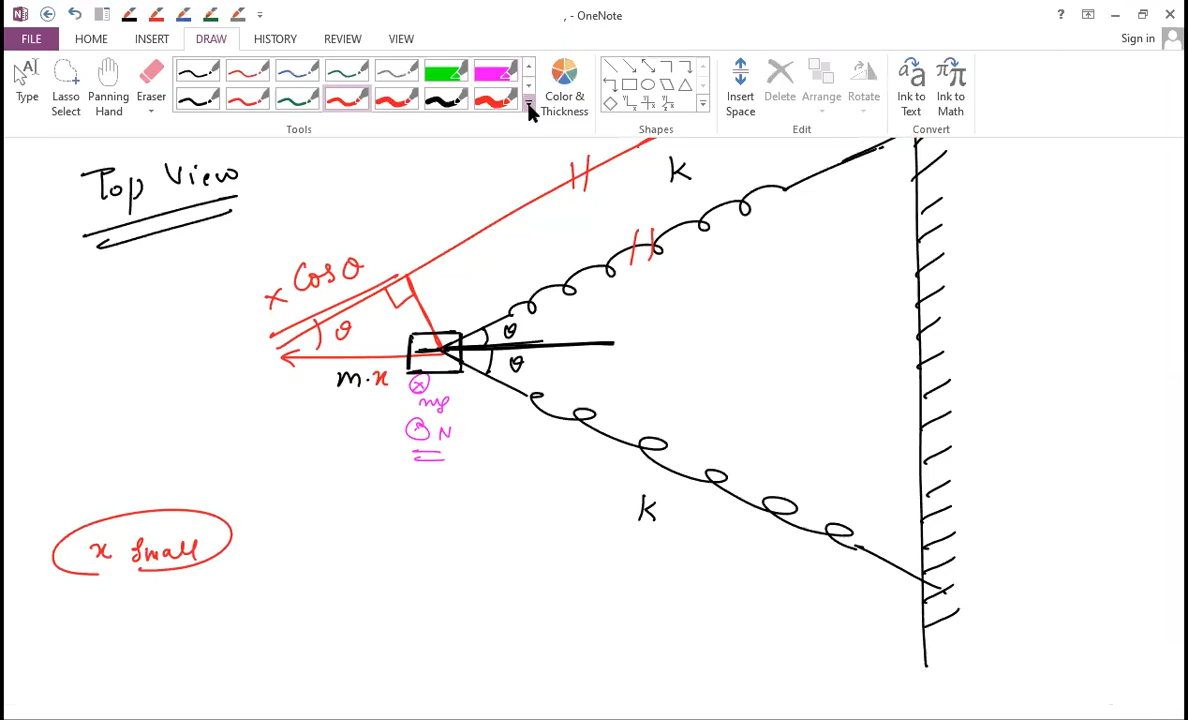 , - OneNote
? 
Sign in
FILE HOME INSERT DRAW HISTORY REVIEW VIEW
Type
Lasso Select
Panning Hand
Eraser
Color & Thickness
Insert Space
Delete
Arrange
Rotate
Ink to Text
Ink to Math
Tools
Shapes
Edit
Convert
Top View
k
x Cos θ
θ
θ
θ
m. x
mg
N
k
x small